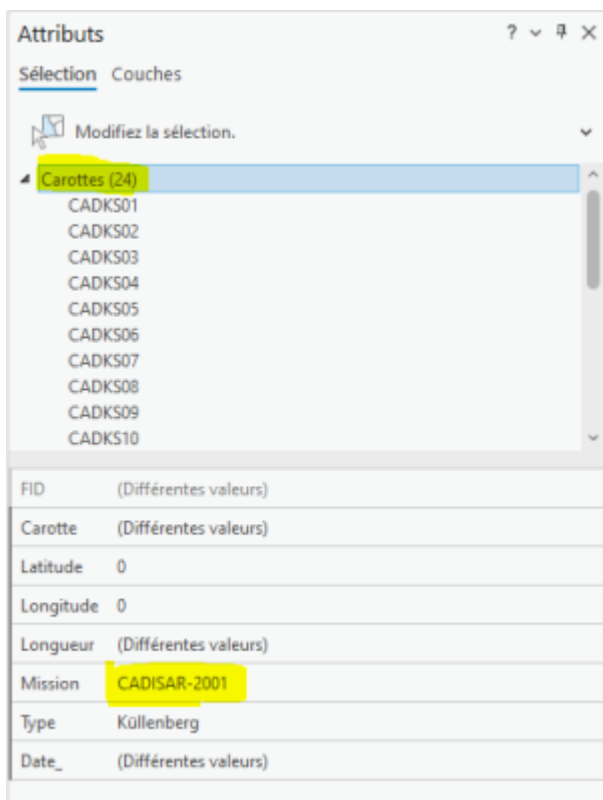 Attributs
Sélection Couches
Modifiez la sélection.
Carottes (24)
CADKS01
CADKS02
CADKS03
CADKS04
CADKS05
CADKS06
CADKS07
CADKS08
CADKS09
CADKS10
FID (Différentes valeurs)
Carotte (Différentes valeurs)
Latitude 0
Longitude 0
Longueur (Différentes valeurs)
Mission CADISAR-2001
Type Küllenberg
Date_ (Différentes valeurs)